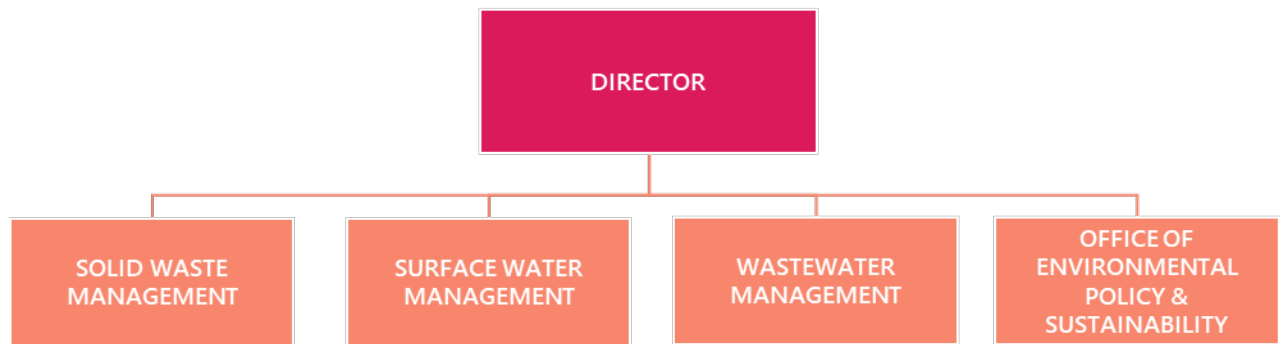 DIRECTOR
SOLID WASTE
MANAGEMENT
SURFACE WATER
MANAGEMENT
WASTEWATER
MANAGEMENT
OFFICE OF
ENVIRONMENTAL
POLICY &
SUSTAINABILITY